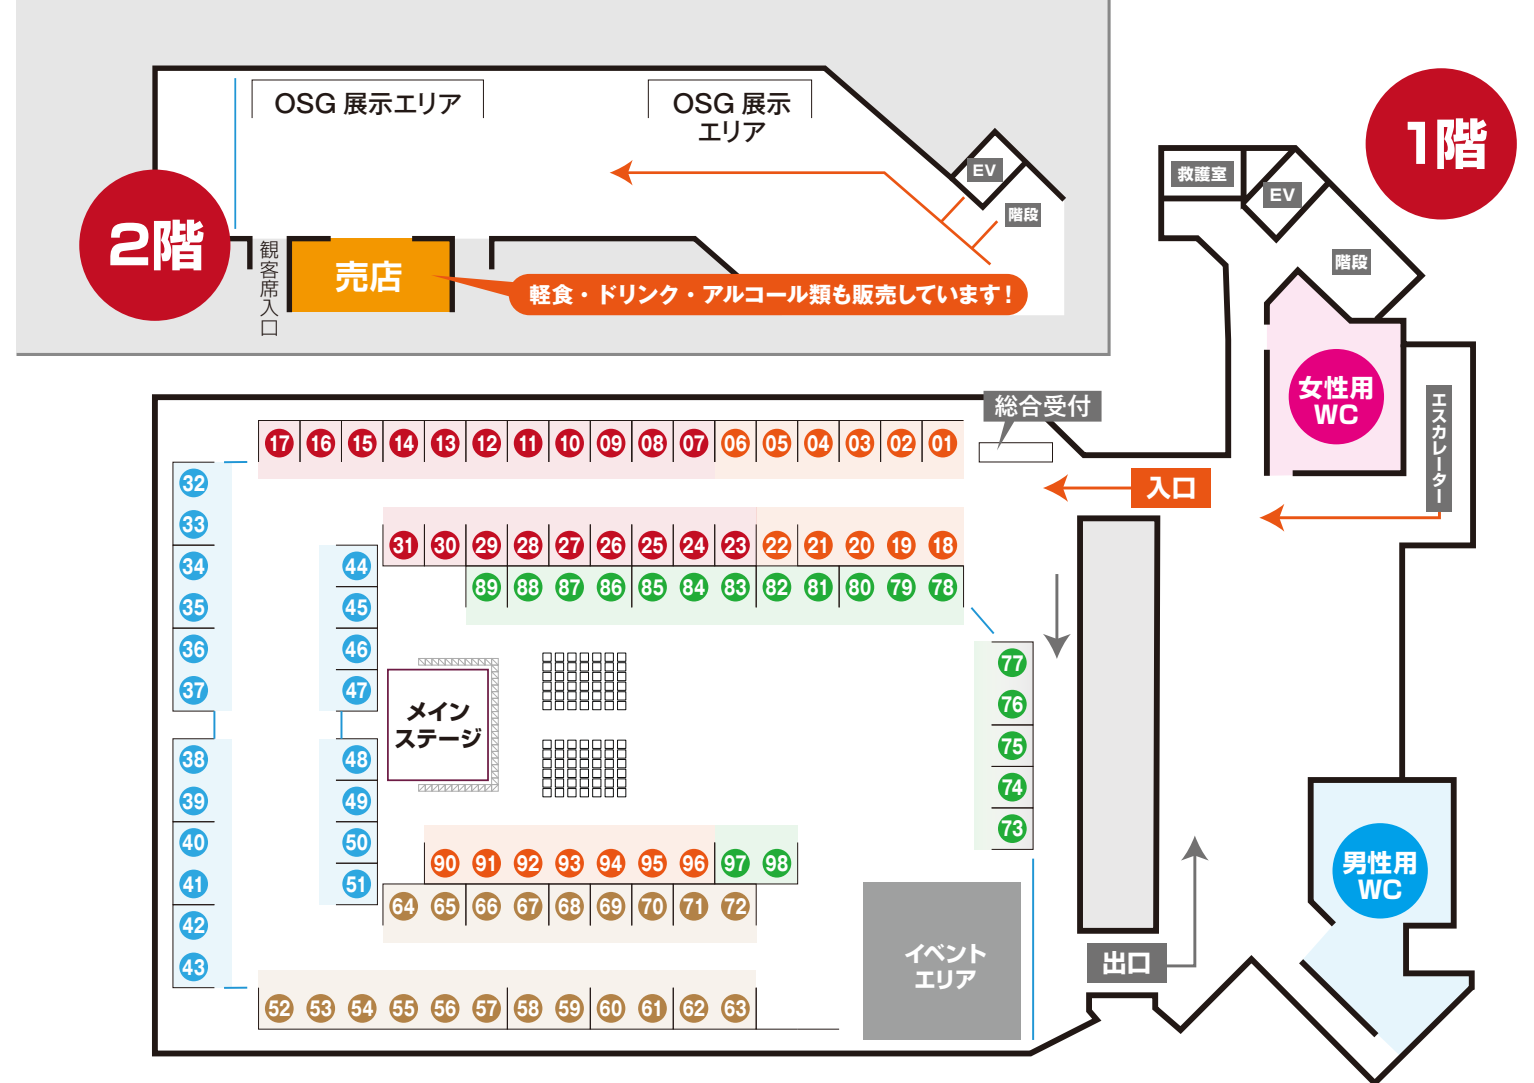 OSG 展示エリア
OSG 展示
エリア
EV
階段
2階
観客席入口
売店
軽食・ドリンク・アルコール類も販売しています!
1階
救護室
EV
階段
女性用
WC
エスカレーター
総合受付
入口
17 16 15 14 13 12 11 10 09 08 07 06 05 04 03 02 01
31 30 29 28 27 26 25 24 23 22 21 20 19 18
89 88 87 86 85 84 83 82 81 80 79 78
32
33
34
35
36
37
38
39
40
41
42
43
44
45
46
47
48
49
50
51
メイン
ステージ
77
76
75
74
73
90 91 92 93 94 95 96 97 98
64 65 66 67 68 69 70 71 72
52 53 54 55 56 57 58 59 60 61 62 63
イベント
エリア
出口
男性用
WC